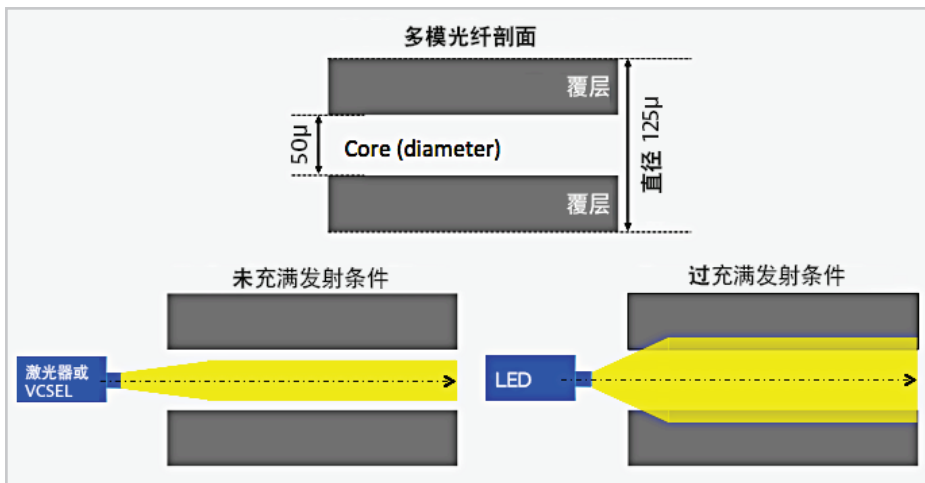 多模光纤剖面
覆层
50μ
Core (diameter)
直径 125μ
覆层
未充满发射条件
过充满发射条件
激光器或
VCSEL
LED